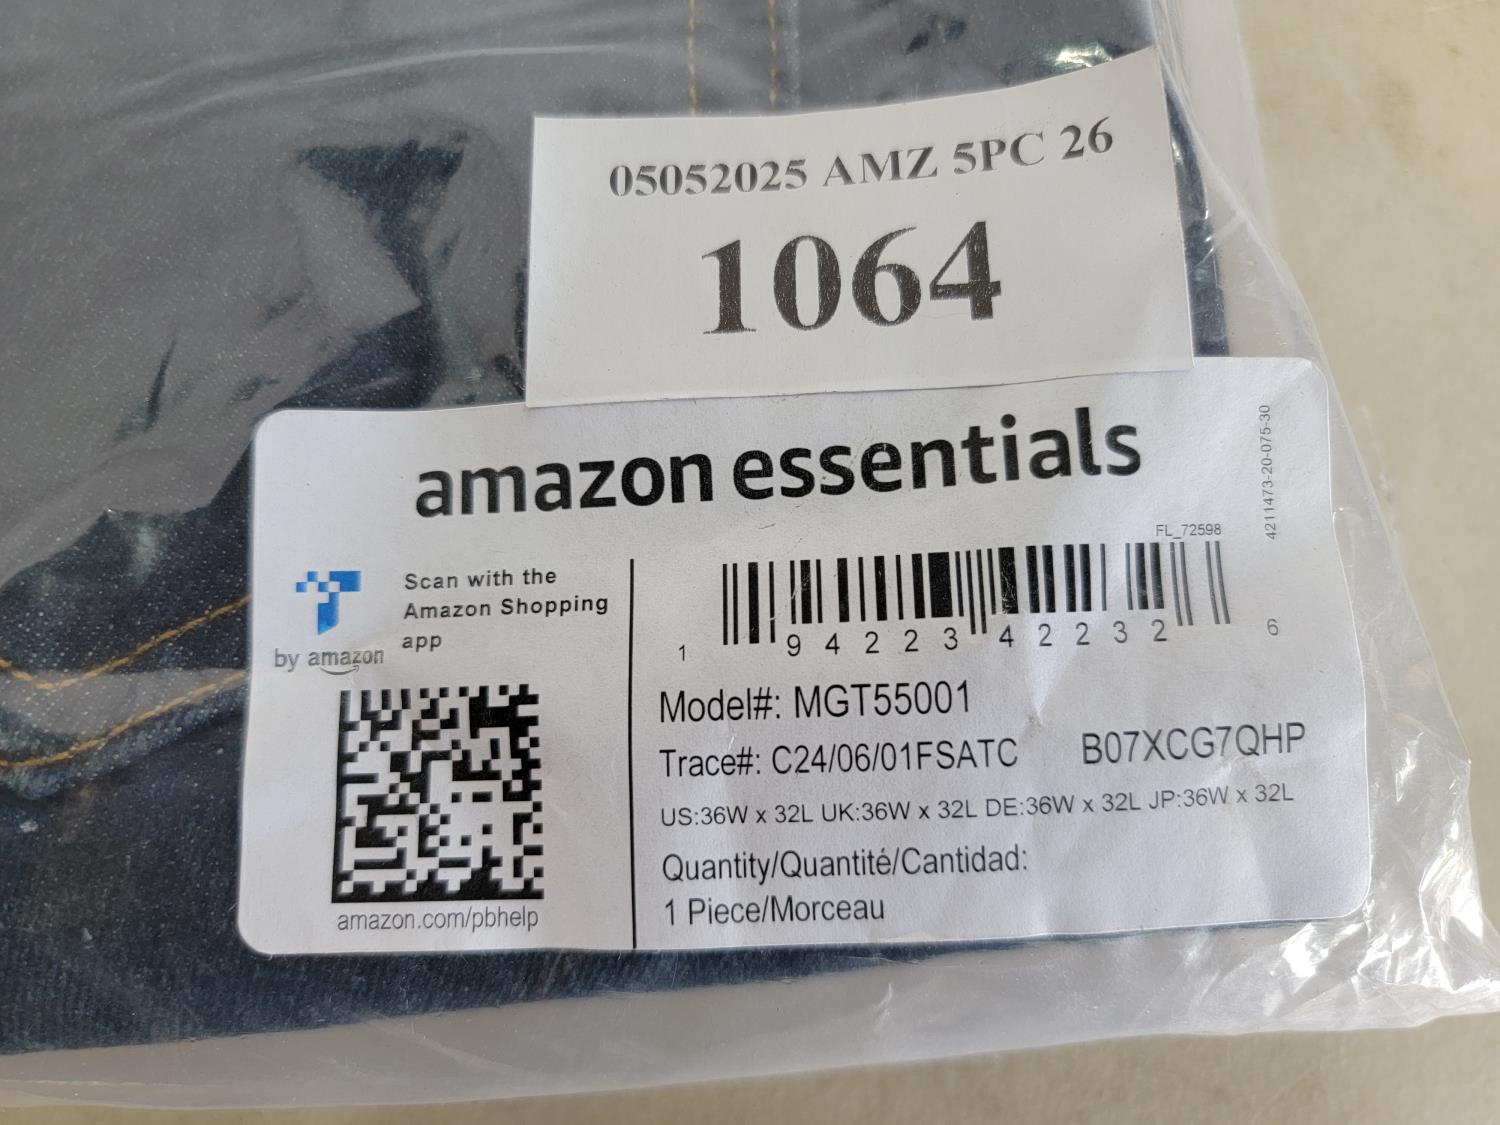 05052025 AMZ 5PC 26
1064
amazon essentials
4211473-20-075-30
FL_72598
Scan with the
Amazon Shopping
app
by amazon
1 94223 42232 6
Model#: MGT55001
Trace#: C24/06/01FSATC B07XCG7QHP
US:36W x 32L UK:36W x 32L DE:36W x 32L JP:36W x 32L
Quantity/Quantité/Cantidad:
1 Piece/Morceau
amazon.com/pbhelp